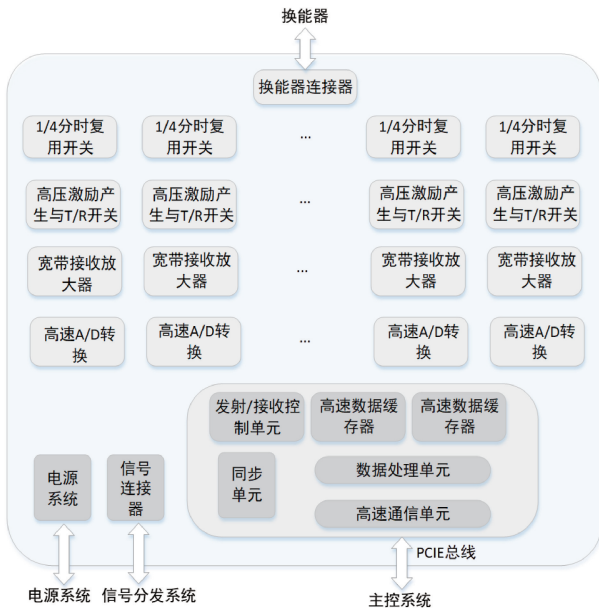 换能器
换能器连接器
1/4分时复
用开关
1/4分时复
用开关
...
1/4分时复
用开关
1/4分时复
用开关
高压激励产
生与T/R开关
高压激励产
生与T/R开关
...
高压激励产
生与T/R开关
高压激励产
生与T/R开关
宽带接收放
大器
宽带接收放
大器
...
宽带接收放
大器
宽带接收放
大器
高速A/D转
换
高速A/D转
换
...
高速A/D转
换
高速A/D转
换
发射/接收控
制单元
高速数据缓
存器
高速数据缓
存器
电源
系统
信号
连接
器
同步
单元
数据处理单元
高速通信单元
PCIE总线
电源系统
信号分发系统
主控系统